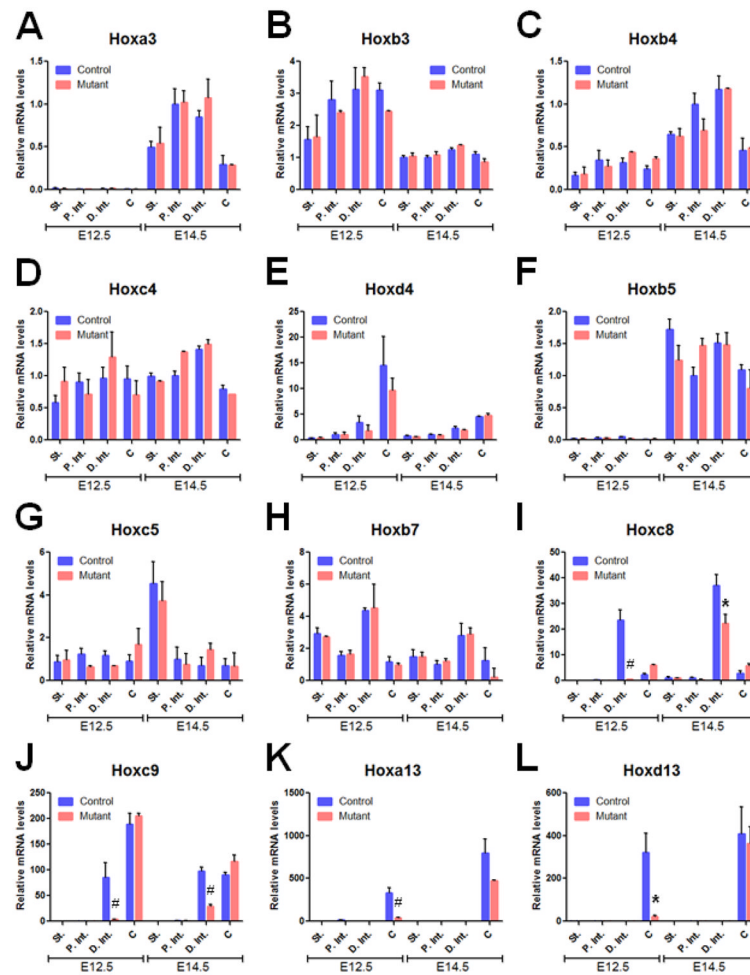 A
Hoxa3
Relative mRNA levels
1.5
1.0
0.5
0.0
Control
Mutant
St.
P. Int.
D. Int.
C
St.
P. Int.
D. Int.
C
E12.5
E14.5
B
Hoxb3
Relative mRNA levels
4
3
2
1
0
Control
Mutant
St.
P. Int.
D. Int.
C
St.
P. Int.
D. Int.
C
E12.5
E14.5
C
Hoxb4
Relative mRNA levels
1.5
1.0
0.5
0.0
Control
Mutant
St.
P. Int.
D. Int.
C
St.
P. Int.
D. Int.
C
E12.5
E14.5
D
Hoxc4
Relative mRNA levels
2.0
1.5
1.0
0.5
0.0
Control
Mutant
St.
P. Int.
D. Int.
C
St.
P. Int.
D. Int.
C
E12.5
E14.5
E
Hoxd4
Relative mRNA levels
25
20
15
10
5
0
Control
Mutant
St.
P. Int.
D. Int.
C
St.
P. Int.
D. Int.
C
E12.5
E14.5
F
Hoxb5
Relative mRNA levels
2.0
1.5
1.0
0.5
0.0
Control
Mutant
St.
P. Int.
D. Int.
C
St.
P. Int.
D. Int.
C
E12.5
E14.5
G
Hoxc5
Relative mRNA levels
6
4
2
0
Control
Mutant
St.
P. Int.
D. Int.
C
St.
P. Int.
D. Int.
C
E12.5
E14.5
H
Hoxb7
Relative mRNA levels
8
6
4
2
0
Control
Mutant
St.
P. Int.
D. Int.
C
St.
P. Int.
D. Int.
C
E12.5
E14.5
I
Hoxc8
Relative mRNA levels
50
40
30
20
10
0
Control
Mutant
#
*
St.
P. Int.
D. Int.
C
St.
P. Int.
D. Int.
C
E12.5
E14.5
J
Hoxc9
Relative mRNA levels
250
200
150
100
50
0
Control
Mutant
#
#
St.
P. Int.
D. Int.
C
St.
P. Int.
D. Int.
C
E12.5
E14.5
K
Hoxa13
Relative mRNA levels
1500
1000
500
0
Control
Mutant
#
St.
P. Int.
D. Int.
C
St.
P. Int.
D. Int.
C
E12.5
E14.5
L
Hoxd13
Relative mRNA levels
600
400
200
0
Control
Mutant
*
St.
P. Int.
D. Int.
C
St.
P. Int.
D. Int.
C
E12.5
E14.5